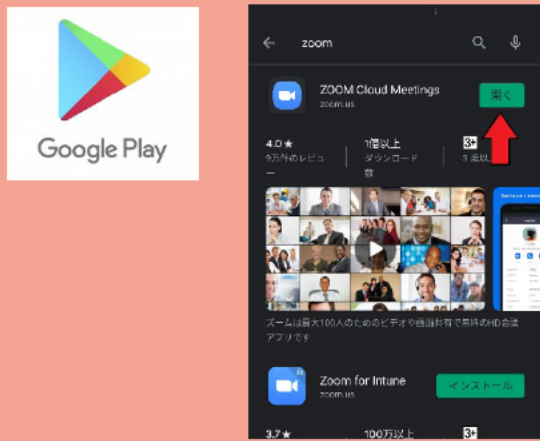 Google Play
zoom
ZOOM Cloud Meetings
zoom.us
開く
4.0★
1億以上
3+
9万件のレビュ
ー
ダウンロード
数
3 歳以
ズームは最大100人のためのビデオや画面共有で無料のHD会議
アプリです
Zoom for Intune
zoom.us
インストール
3.7★
100万以上
3+